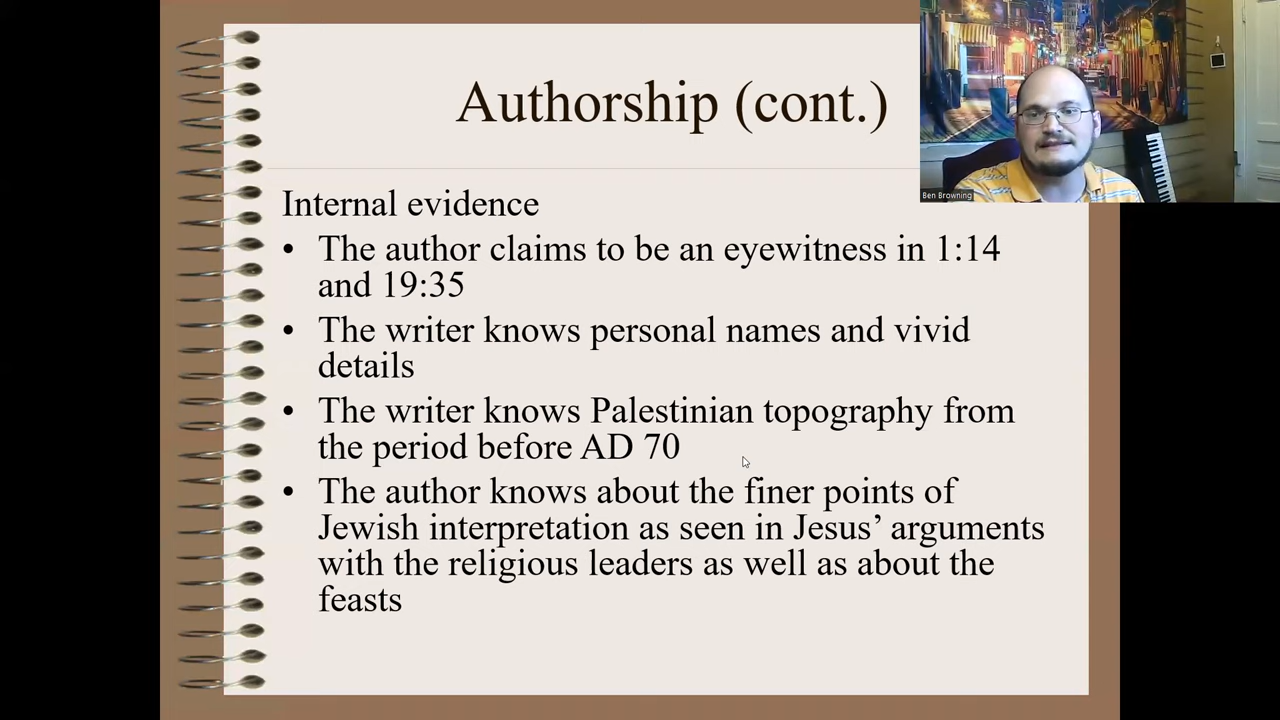 Authorship (cont.)
Ben Browning
Internal evidence
• The author claims to be an eyewitness in 1:14
and 19:35
• The writer knows personal names and vivid
details
• The writer knows Palestinian topography from
the period before AD 70
• The author knows about the finer points of
Jewish interpretation as seen in Jesus’ arguments
with the religious leaders as well as about the
feasts